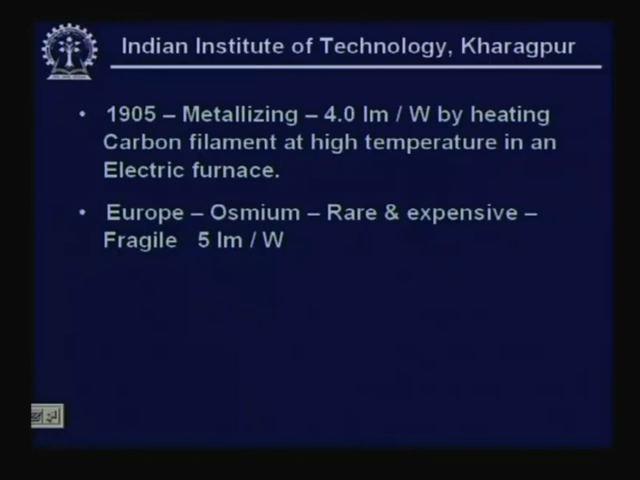 Indian Institute of Technology, Kharagpur
• 1905 – Metallizing – 4.0 lm / W by heating
Carbon filament at high temperature in an
Electric furnace.
• Europe – Osmium – Rare & expensive –
Fragile 5 lm / W